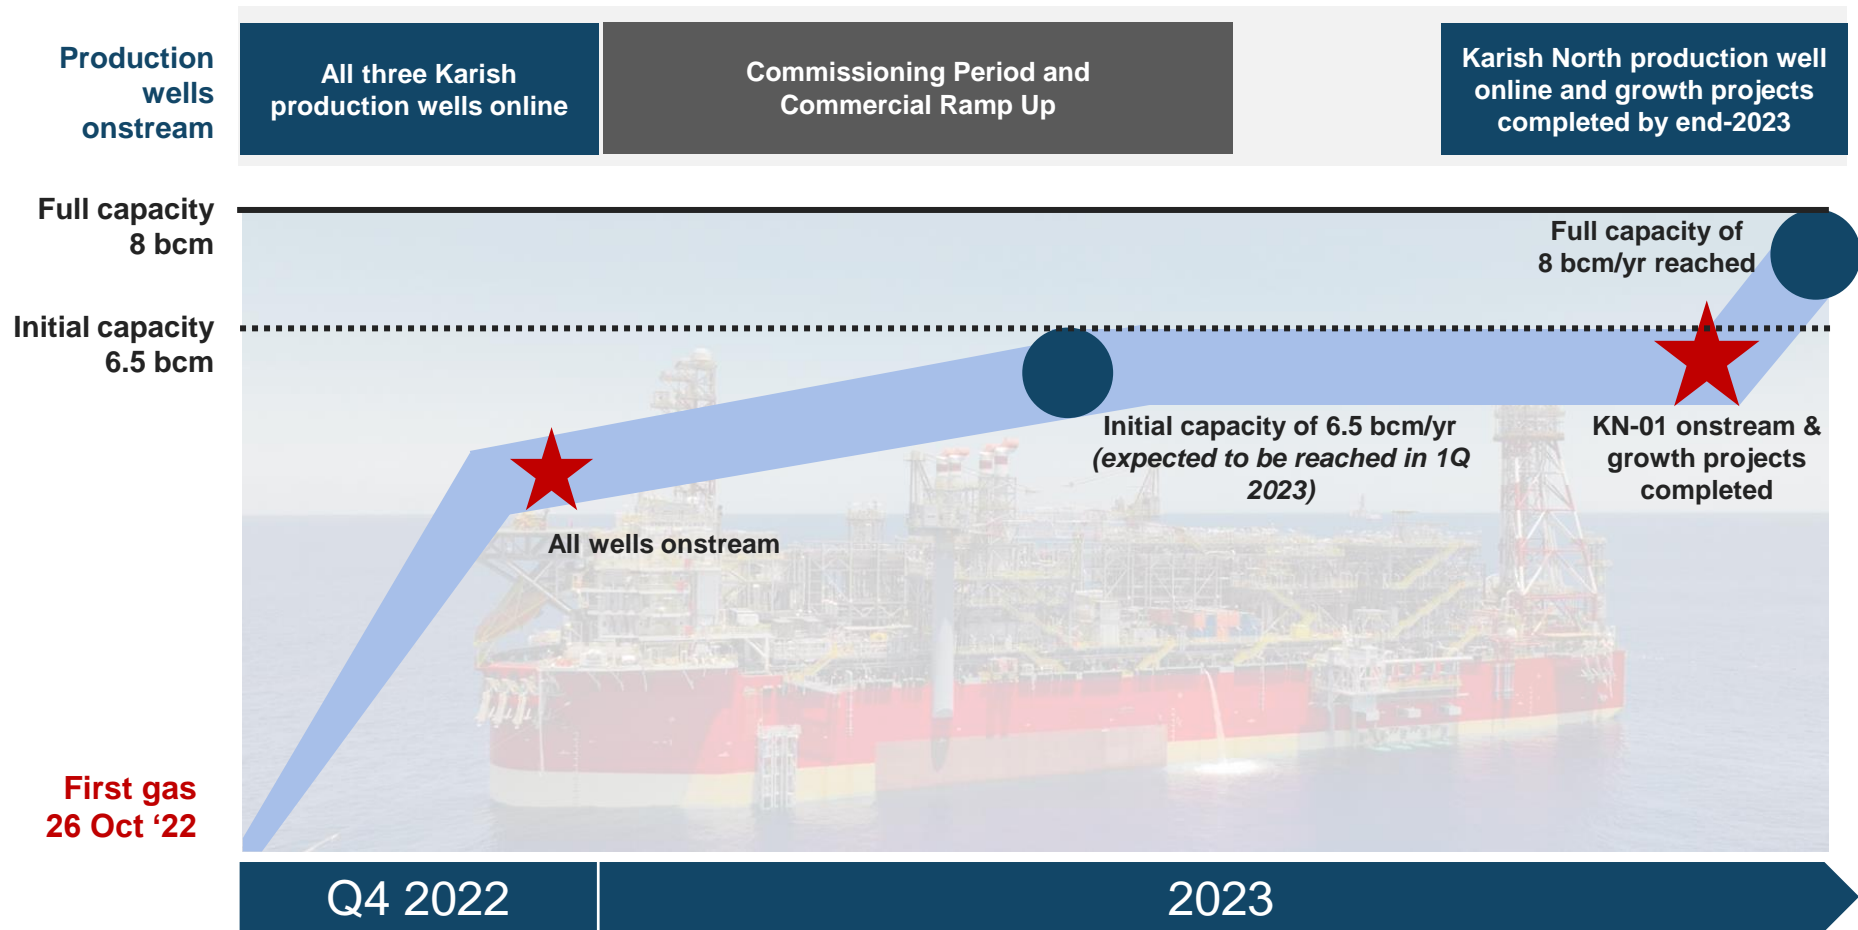 Production
wells
onstream
All three Karish
production wells online
Commissioning Period and
Commercial Ramp Up
Karish North production well
online and growth projects
completed by end-2023
Full capacity
8 bcm
Full capacity of
8 bcm/yr reached
Initial capacity
6.5 bcm
Initial capacity of 6.5 bcm/yr
(expected to be reached in 1Q
2023)
KN-01 onstream &
growth projects
completed
All wells onstream
First gas
26 Oct ‘22
Q4 2022
2023